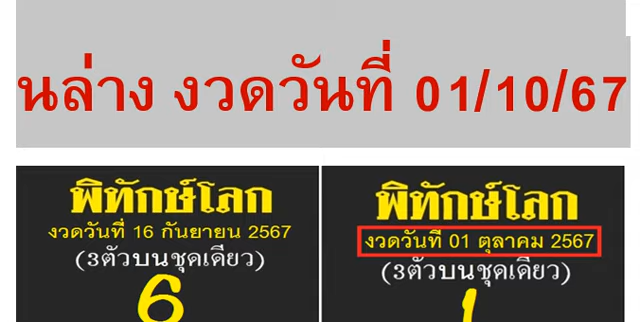 นล่าง งวดวันที่ 01/10/67
พิทักษ์โลก
งวดวันที่ 16 กันยายน 2567
(3ตัวบนชุดเดียว)
6
พิทักษ์โลก
งวดวันที่ 01 ตุลาคม 2567
(3ตัวบนชุดเดียว)